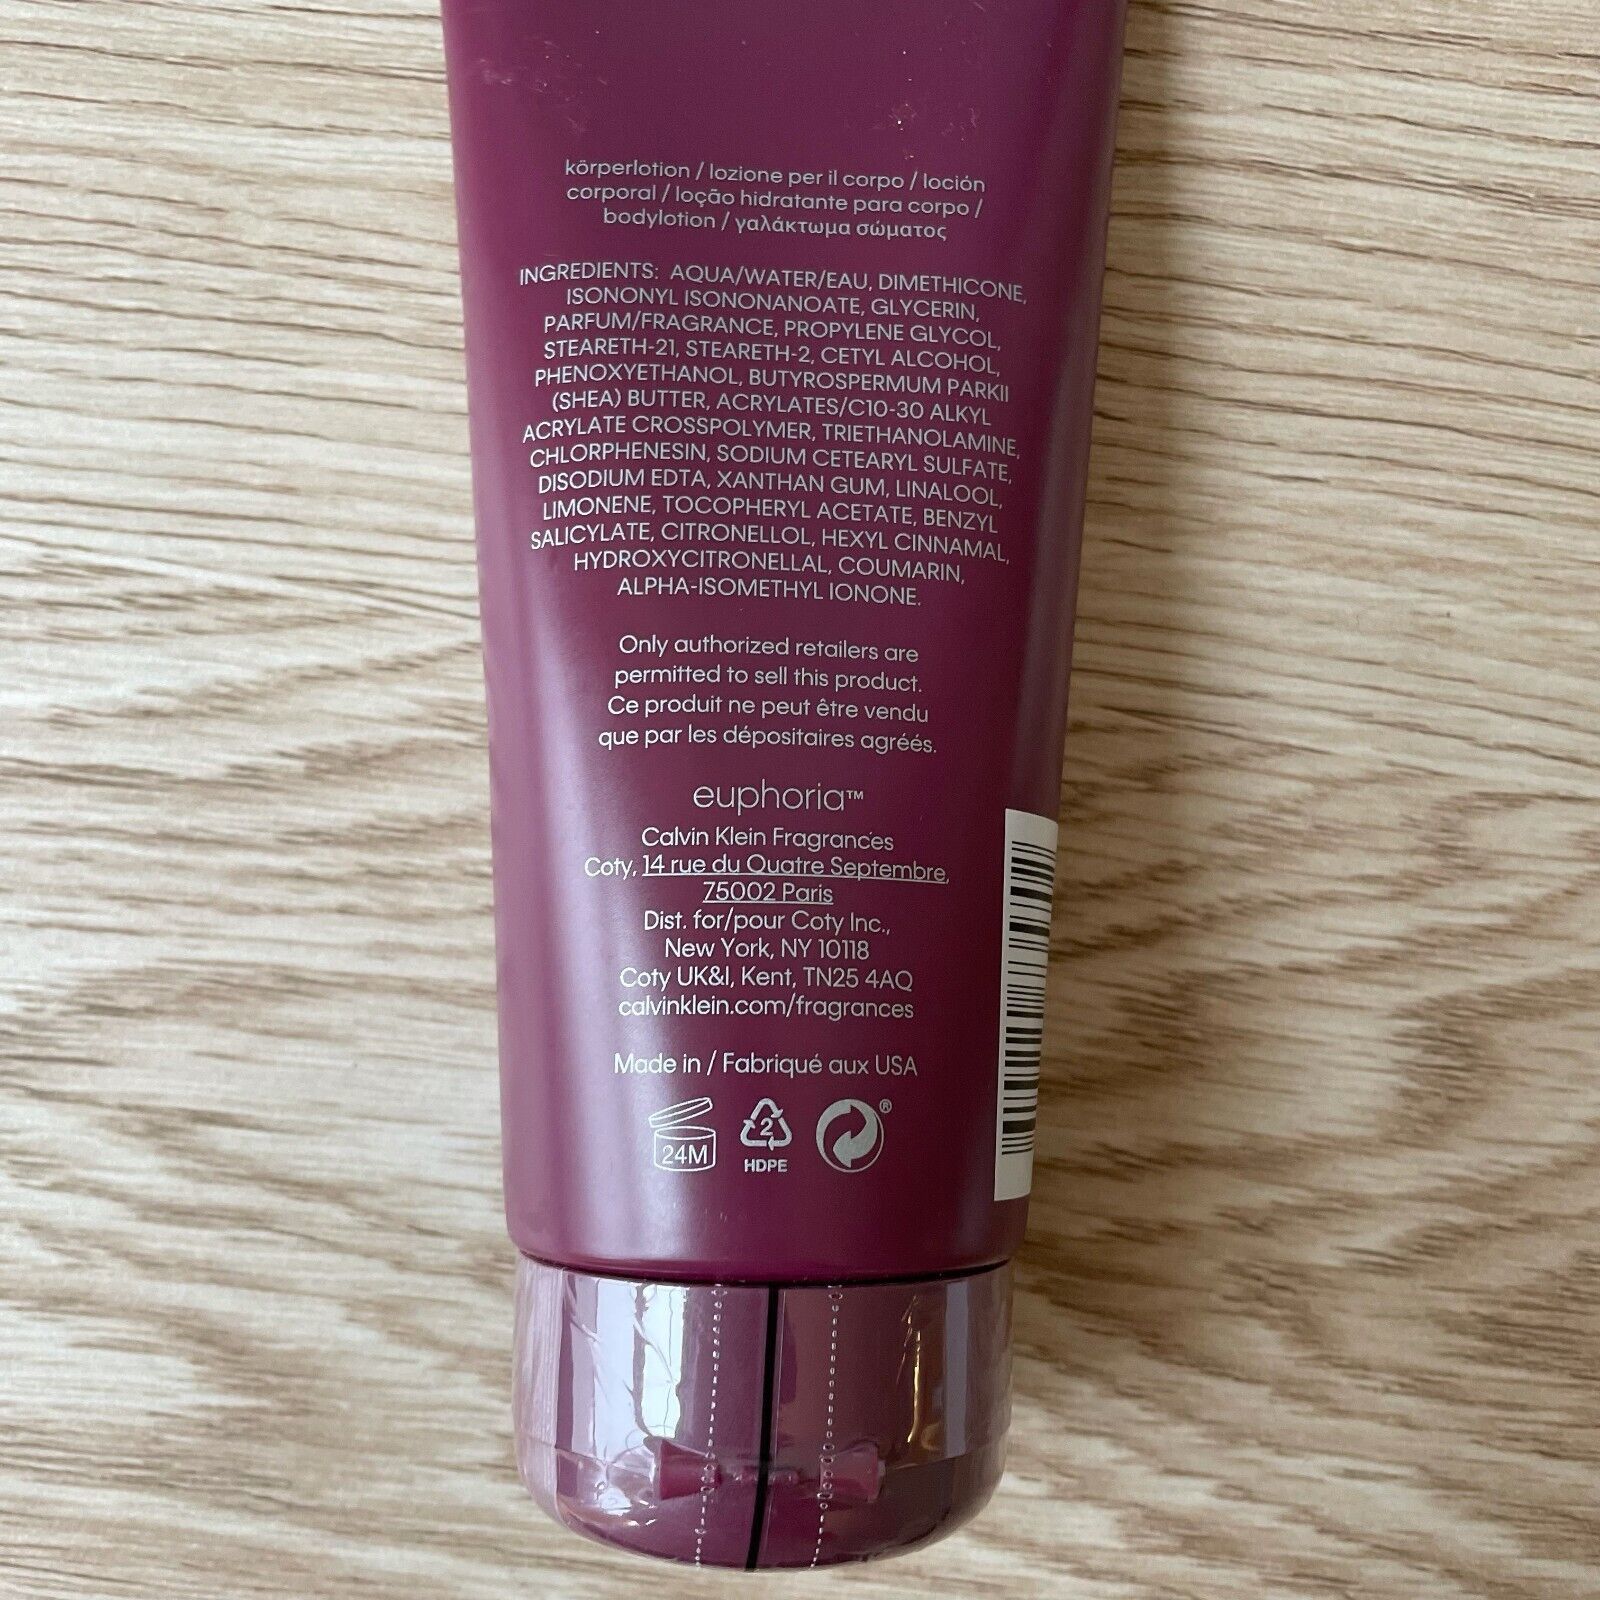 körperlotion / lozione per il corpo / loción
corporal / loção hidratante para corpo /
bodylotion / γαλάκτωμα σώματος
INGREDIENTS: AQUA/WATER/EAU, DIMETHICONE,
ISONONYL ISONONANOATE, GLYCERIN,
PARFUM/FRAGRANCE, PROPYLENE GLYCOL,
STEARETH-21, STEARETH-2, CETYL ALCOHOL,
PHENOXYETHANOL, BUTYROSPERMUM PARKII
(SHEA) BUTTER, ACRYLATES/C10-30 ALKYL
ACRYLATE CROSSPOLYMER, TRIETHANOLAMINE,
CHLORPHENESIN, SODIUM CETEARYL SULFATE,
DISODIUM EDTA, XANTHAN GUM, LINALOOL,
LIMONENE, TOCOPHERYL ACETATE, BENZYL
SALICYLATE, CITRONELLOL, HEXYL CINNAMAL,
HYDROXYCITRONELLAL, COUMARIN,
ALPHA-ISOMETHYL IONONE.
Only authorized retailers are
permitted to sell this product.
Ce produit ne peut être vendu
que par les dépositaires agréés.
euphoria™
Calvin Klein Fragrances
Coty, 14 rue du Quatre Septembre,
75002 Paris
Dist. for/pour Coty Inc.,
New York, NY 10118
Coty UK&I, Kent, TN25 4AQ
calvinklein.com/fragrances
Made in / Fabriqué aux USA
24M 2 ®
HDPE